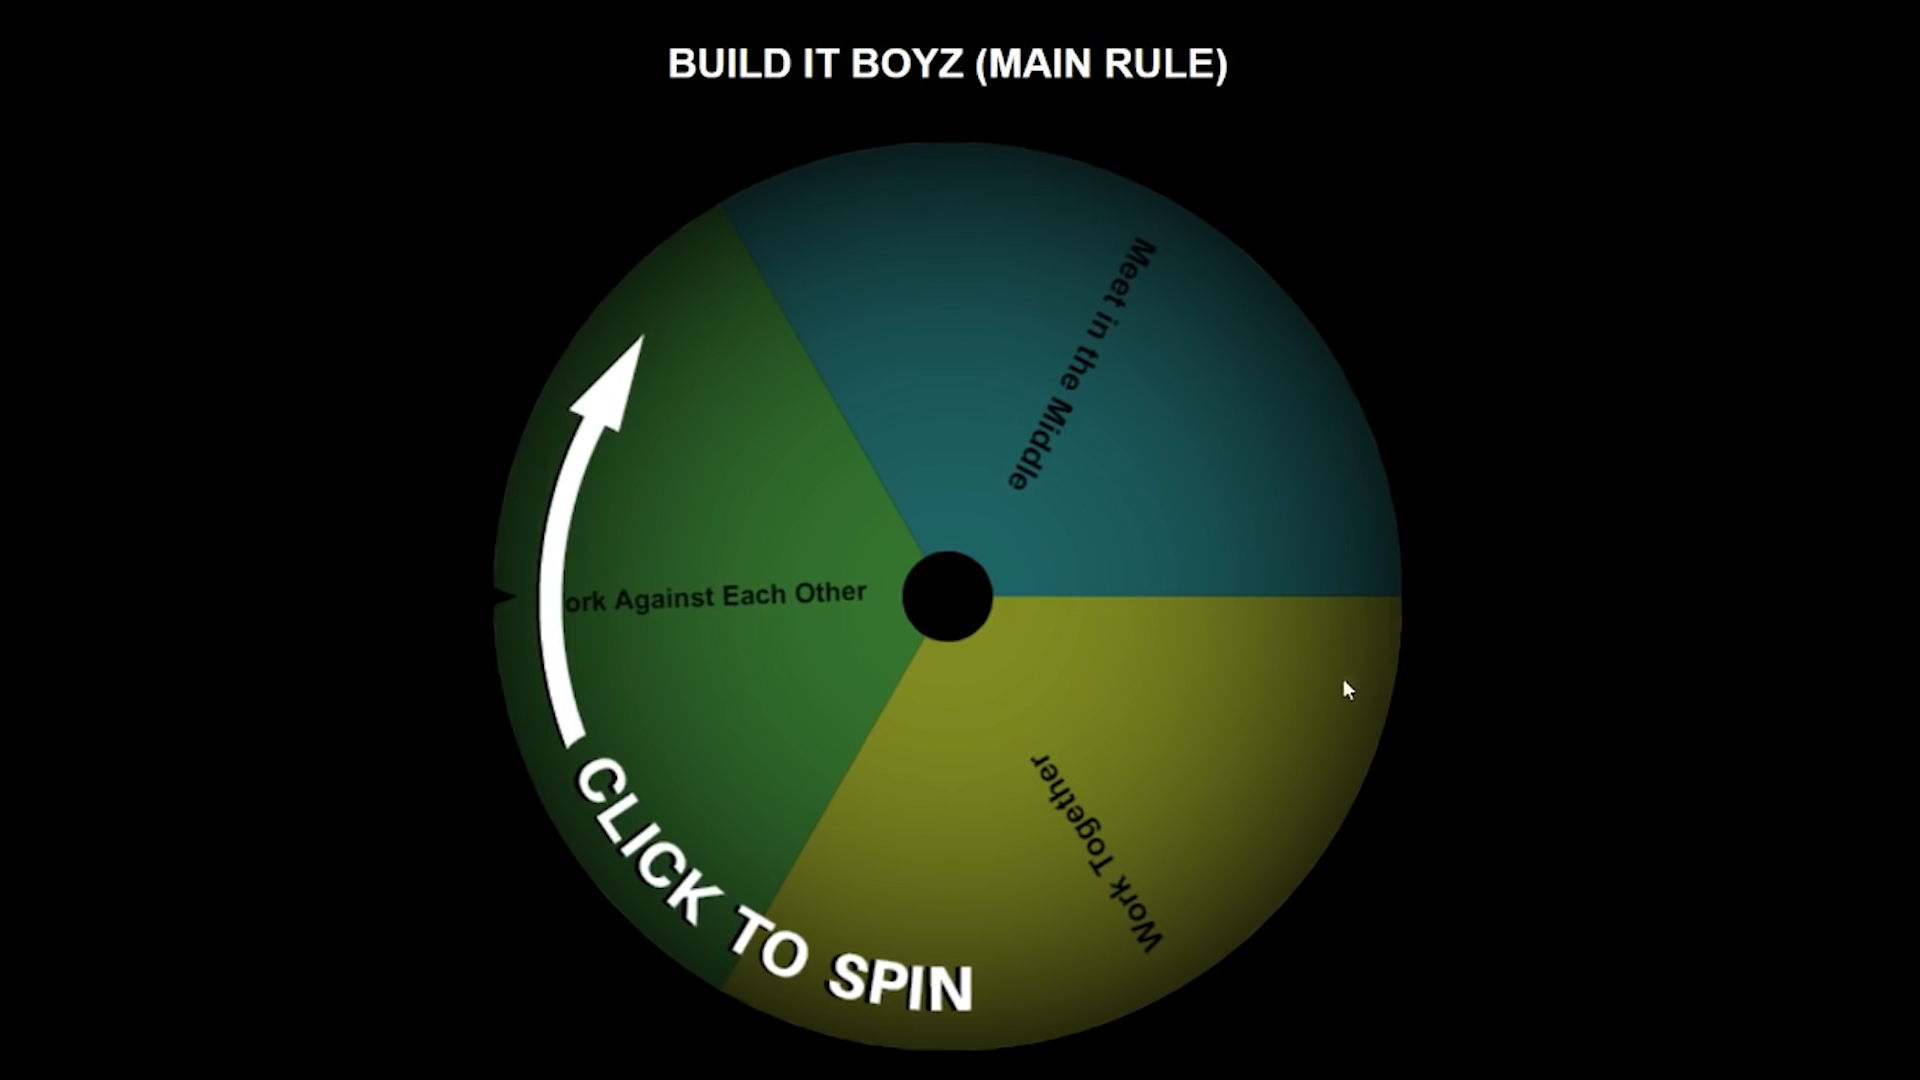 BUILD IT BOYZ (MAIN RULE)
Meet in the Middle
ork Against Each Other
Work Together
CLICK TO SPIN